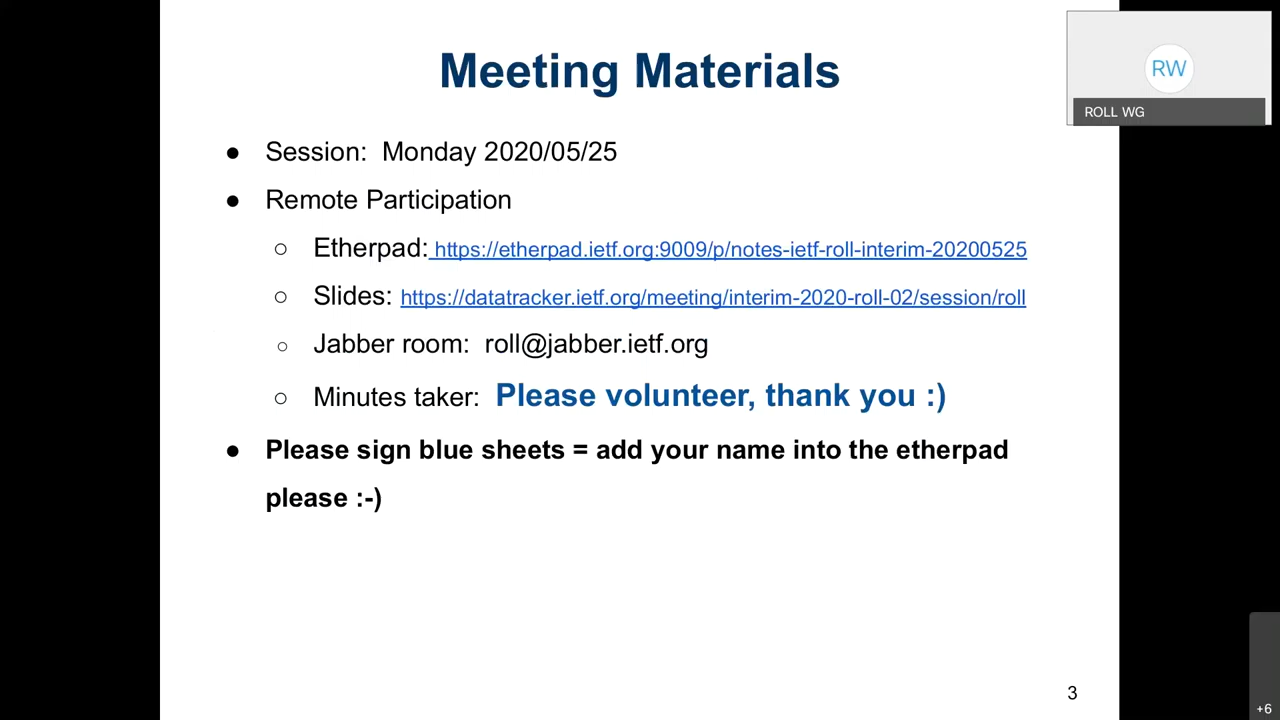 Meeting Materials
RW
ROLL WG
● Session: Monday 2020/05/25
● Remote Participation
○ Etherpad: https://etherpad.ietf.org:9009/p/notes-ietf-roll-interim-20200525
○ Slides: https://datatracker.ietf.org/meeting/interim-2020-roll-02/session/roll
○ Jabber room: roll@jabber.ietf.org
○ Minutes taker: Please volunteer, thank you :)
● Please sign blue sheets = add your name into the etherpad
please :-)
3
+6